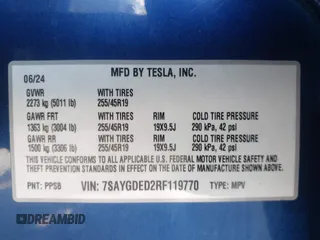 MFD BY TESLA, INC.
06/24
GVWR WITH TIRES
2273 kg (5011 lb) 255/45R19
GAWR FRT WITH TIRES RIM COLD TIRE PRESSURE
1363 kg (3004 lb) 255/45R19 19X9.5J 290 kPa, 42 psi
GAWR RR WITH TIRES RIM COLD TIRE PRESSURE
1500 kg (3306 lb) 255/45R19 19X9.5J 290 kPa, 42 psi
THIS VEHICLE CONFORMS TO ALL APPLICABLE U.S. FEDERAL MOTOR VEHICLE SAFETY
AND THEFT PREVENTION STANDARDS IN EFFECT ON THE DATE OF MANUFACTURE SHOWN ABOVE.
PNT: PPSB VIN: 7SAYGDED2RF119770 TYPE: MPV
DREAMBID